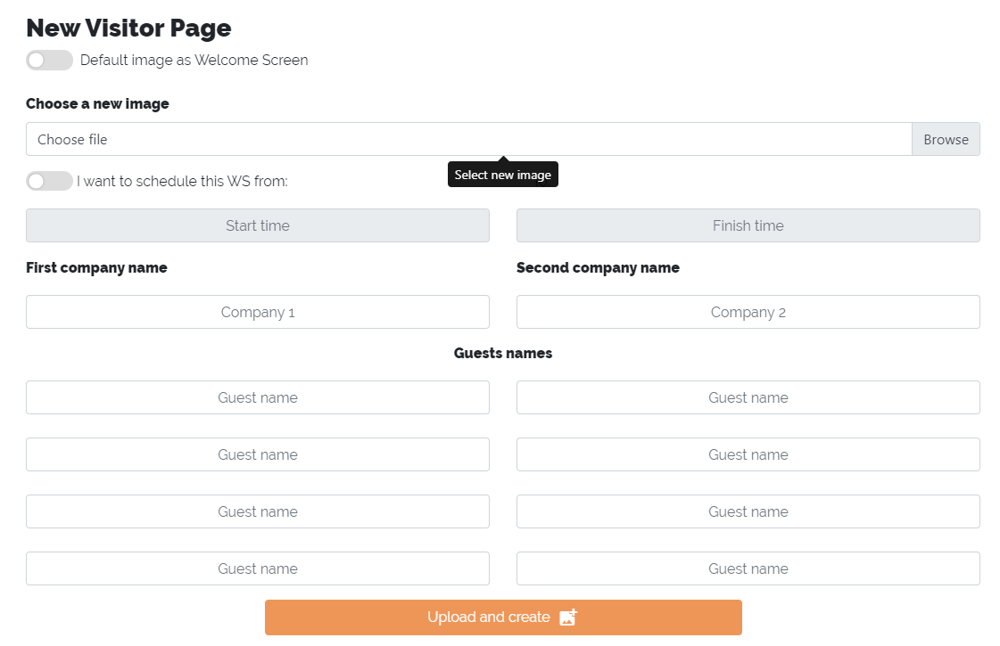 New Visitor Page
Default image as Welcome Screen
Choose a new image
Choose file Browse
Select new image
I want to schedule this WS from:
Start time Finish time
First company name Second company name
Company 1 Company 2
Guests names
Guest name Guest name
Guest name Guest name
Guest name Guest name
Guest name Guest name
Upload and create